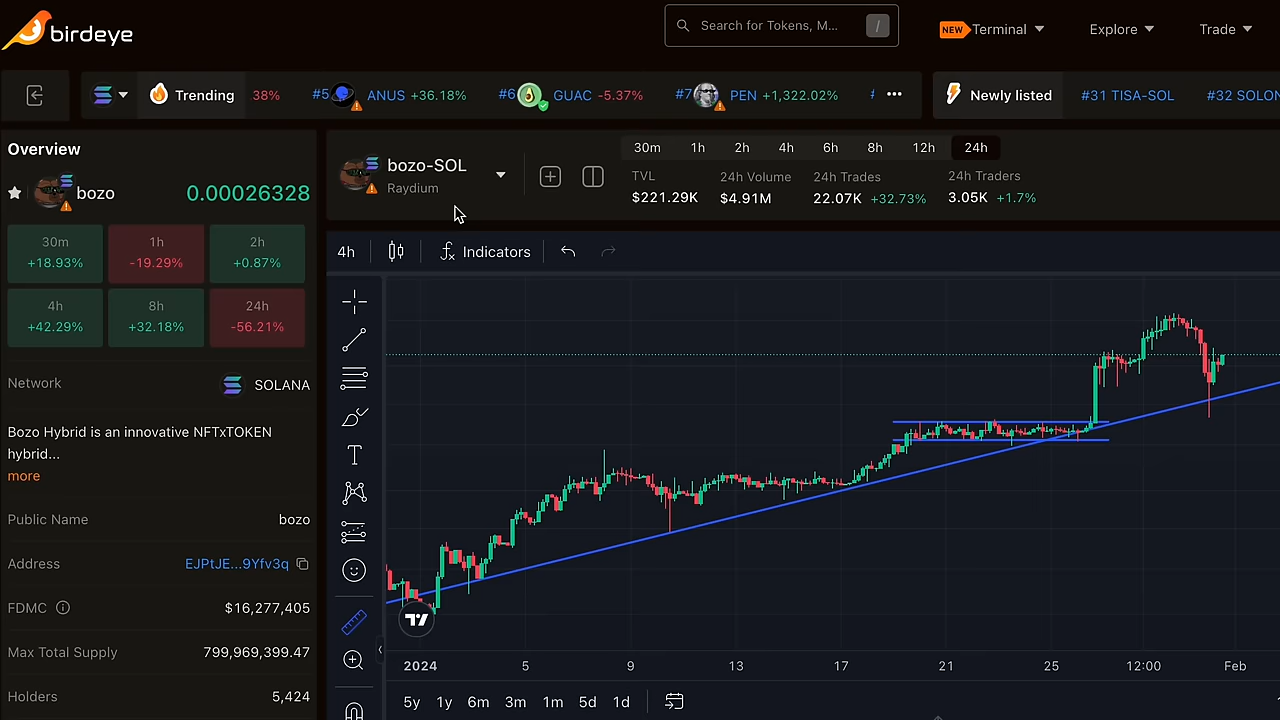 birdeye
Search for Tokens, M...
/
NEW Terminal
Explore
Trade
Trending
38%
#5 ANUS +36.18%
#6 GUAC -5.37%
#7 PEN +1,322.02%
Newly listed
#31 TISA-SOL
Overview
bozo
0.00026328
30m
+18.93%
1h
-19.29%
2h
+0.87%
4h
+42.29%
8h
+32.18%
24h
-56.21%
Network
SOLANA
Bozo Hybrid is an innovative NFTxTOKEN
hybrid...
more
Public Name
bozo
Address
EJPtJE...9Yfv3q
FDMC
$16,277,405
Max Total Supply
799,969,399.47
Holders
5,424
bozo-SOL
Raydium
30m 1h 2h 4h 6h 8h 12h 24h
TVL
$221.29K
24h Volume
$4.91M
24h Trades
22.07K +32.73%
24h Traders
3.05K +1.7%
4h
Indicators
2024 5 9 13 17 21 25 12:00 Feb
5y 1y 6m 3m 1m 5d 1d